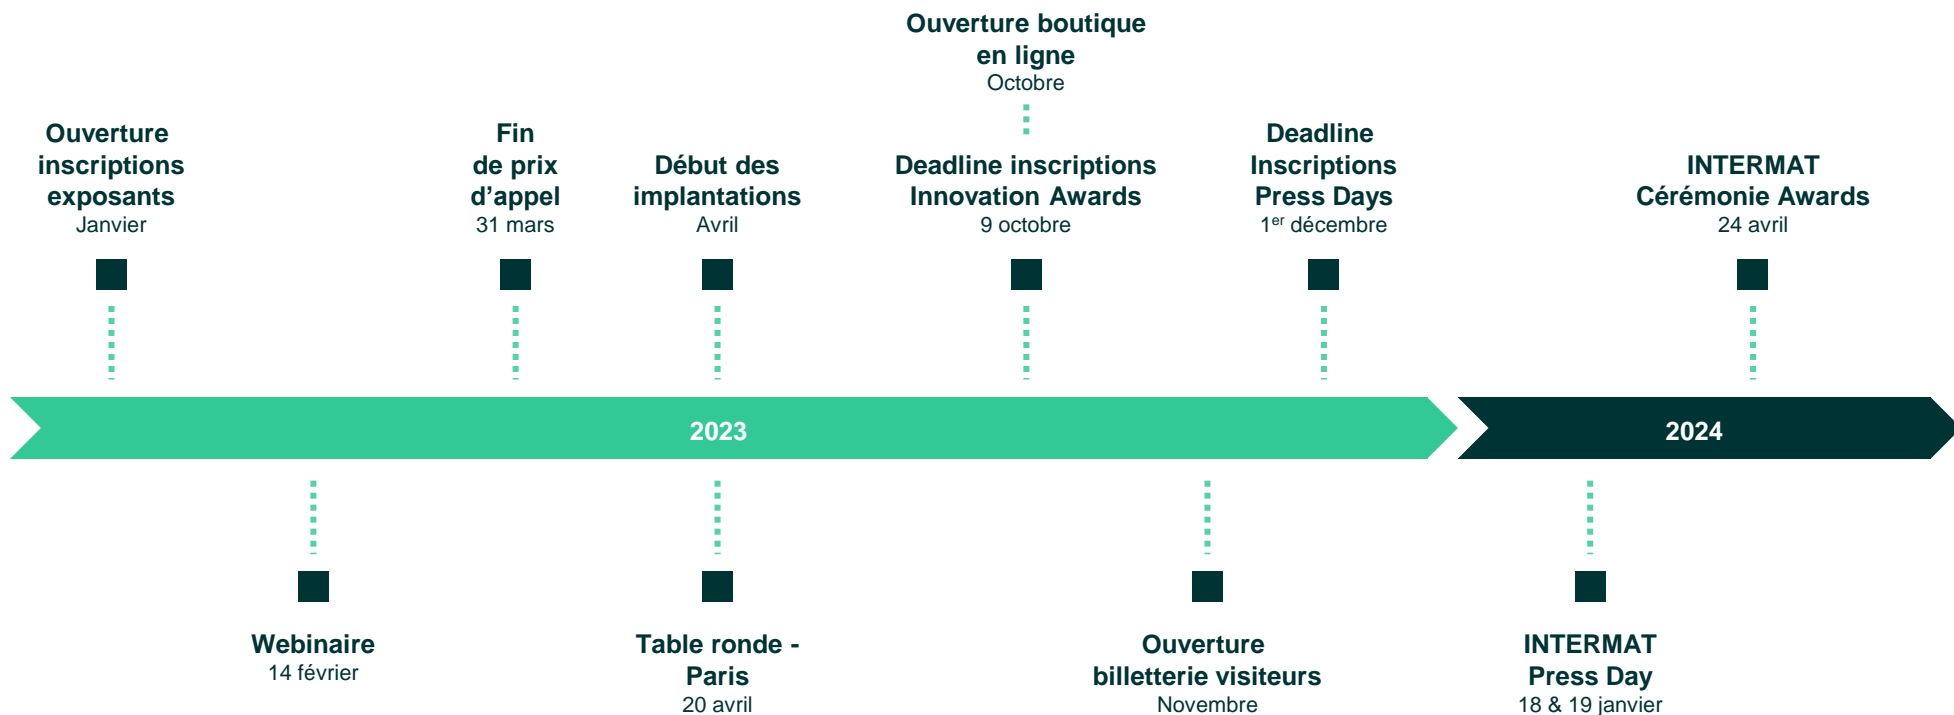 Ouverture boutique
en ligne
Octobre
Ouverture
inscriptions
exposants
Janvier
Fin
de prix
d’appel
31 mars
Début des
implantations
Avril
Deadline inscriptions
Innovation Awards
9 octobre
Deadline
Inscriptions
Press Days
1er décembre
INTERMAT
Cérémonie Awards
24 avril
2023
2024
Webinaire
14 février
Table ronde -
Paris
20 avril
Ouverture
billetterie visiteurs
Novembre
INTERMAT
Press Day
18 & 19 janvier